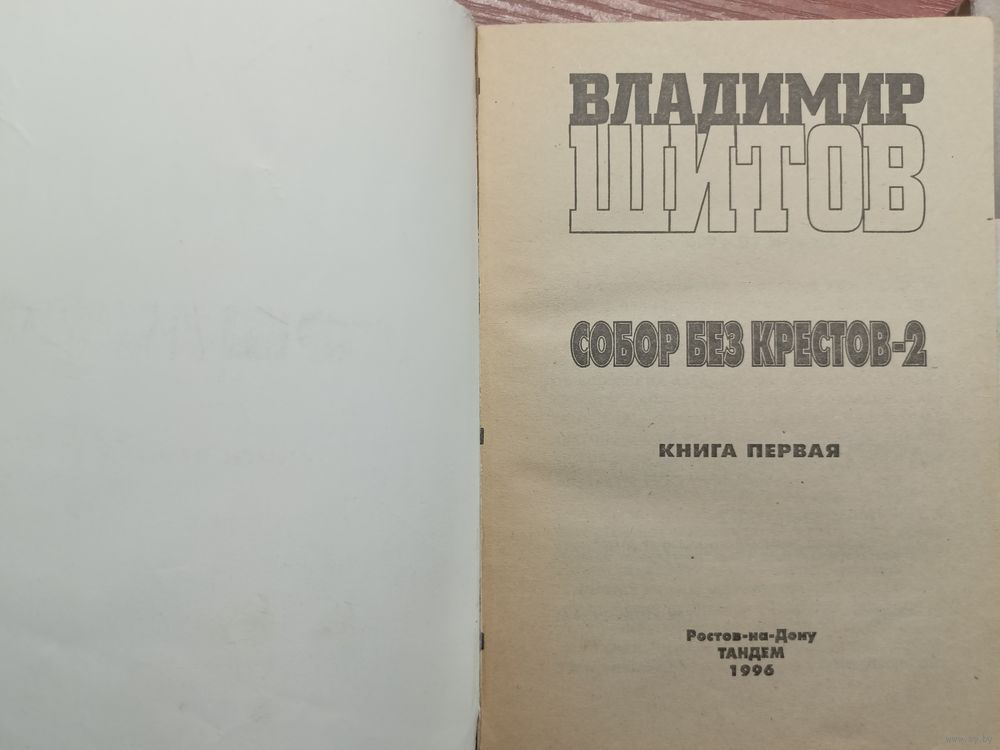 ВЛАДИМИР
ШИТОВ
СОБОР БЕЗ КРЕСТОВ-2
КНИГА ПЕРВАЯ
Ростов-на-Дону
ТАНДЕМ
1996